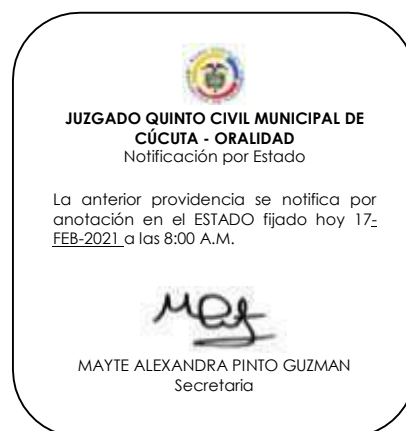 JUZGADO QUINTO CIVIL MUNICIPAL DE
CÚCUTA - ORALIDAD
Notificación por Estado
La anterior providencia se notifica por
anotación en el ESTADO fijado hoy 17-
FEB-2021 a las 8:00 A.M.
MAYTE ALEXANDRA PINTO GUZMAN
Secretaria